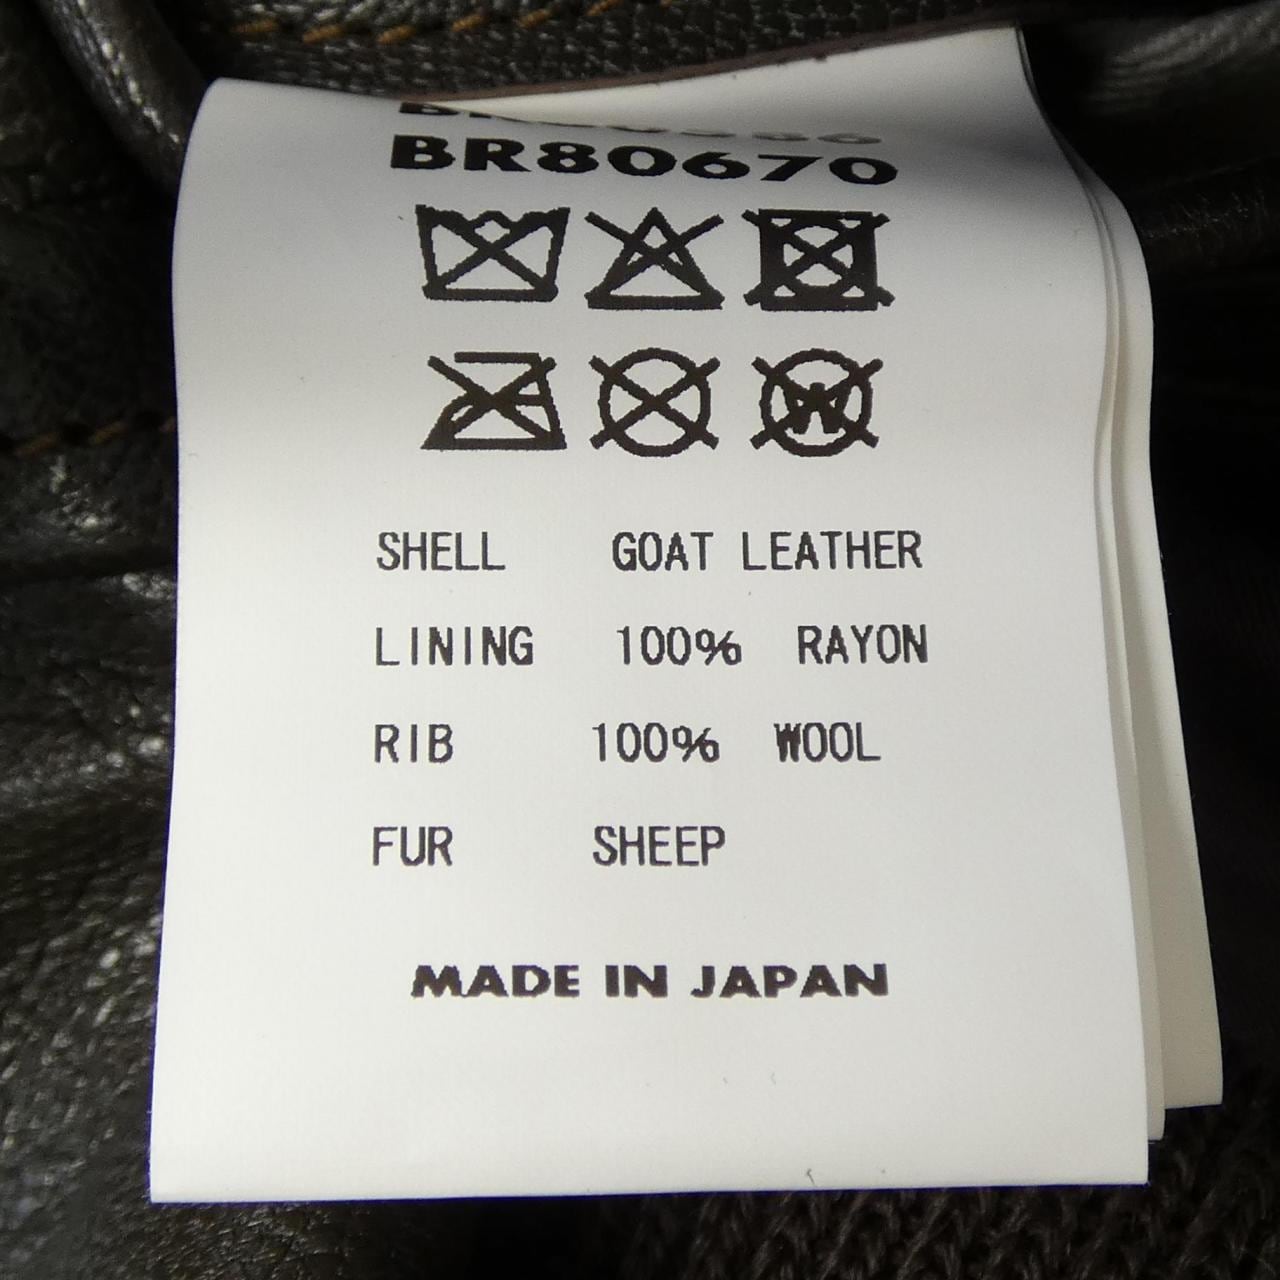 BR80670
W
SHELL GOAT LEATHER
LINING 100% RAYON
RIB 100% WOOL
FUR SHEEP
MADE IN JAPAN